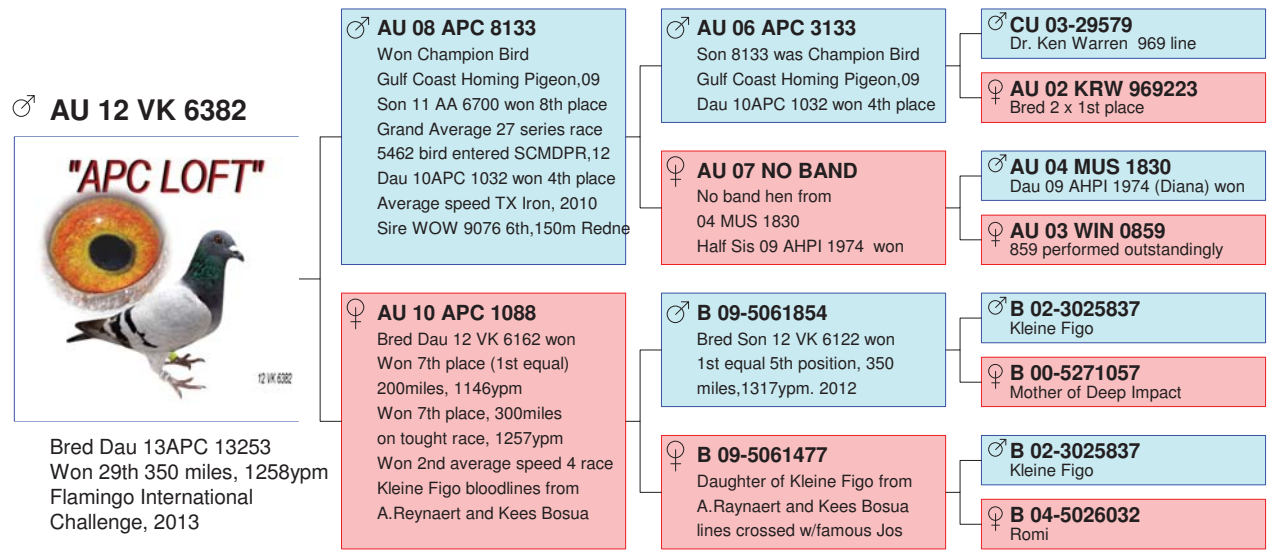 AU 12 VK 6382
"APC LOFT"
12 VK 6382
Bred Dau 13APC 13253
Won 29th 350 miles, 1258ypm
Flamingo International
Challenge, 2013
AU 08 APC 8133
Won Champion Bird
Gulf Coast Homing Pigeon,09
Son 11 AA 6700 won 8th place
Grand Average 27 series race
5462 bird entered SCMDPR,12
Dau 10APC 1032 won 4th place
Average speed TX Iron, 2010
Sire WOW 9076 6th,150m Redne
AU 10 APC 1088
Bred Dau 12 VK 6162 won
Won 7th place (1st equal)
200miles, 1146ypm
Won 7th place, 300miles
on tought race, 1257ypm
Won 2nd average speed 4 race
Kleine Figo bloodlines from
A.Reynaert and Kees Bosua
AU 06 APC 3133
Son 8133 was Champion Bird
Gulf Coast Homing Pigeon,09
Dau 10APC 1032 won 4th place
AU 07 NO BAND
No band hen from
04 MUS 1830
Half Sis 09 AHPI 1974 won
B 09-5061854
Bred Son 12 VK 6122 won
1st equal 5th position, 350
miles,1317ypm. 2012
B 09-5061477
Daughter of Kleine Figo from
A.Raynaert and Kees Bosua
lines crossed w/famous Jos
CU 03-29579
Dr. Ken Warren 969 line
AU 02 KRW 969223
Bred 2 x 1st place
AU 04 MUS 1830
Dau 09 AHPI 1974 (Diana) won
AU 03 WIN 0859
859 performed outstandingly
B 02-3025837
Kleine Figo
B 00-5271057
Mother of Deep Impact
B 02-3025837
Kleine Figo
B 04-5026032
Romi